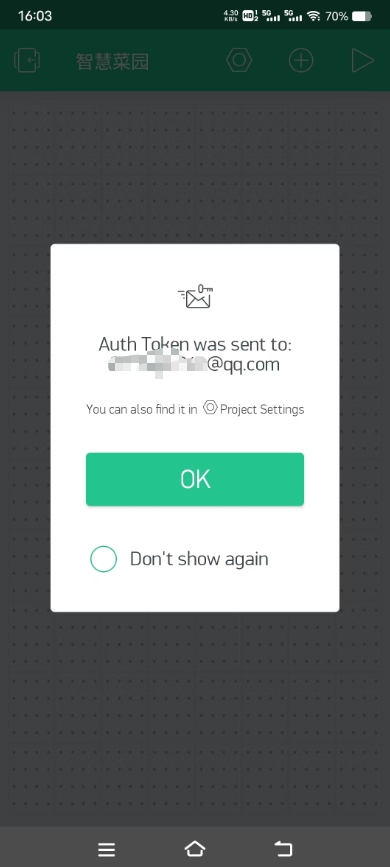 16:03
4.30 KB/s HD 1 2 5G 5G 70%
智慧菜园
Auth Token was sent to:
@qq.com
You can also find it in Project Settings
OK
Don't show again